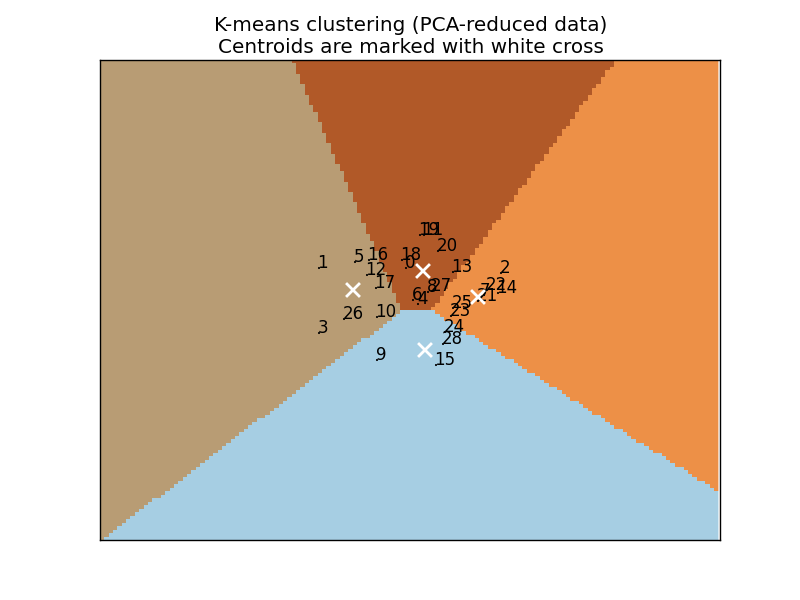 K-means clustering (PCA-reduced data)
Centroids are marked with white cross
19 11
20
5 16 18
1 0 13 2
12
17 8 27 22 14
6 4 7 21
25
3 26 10 23
24
28
9 15